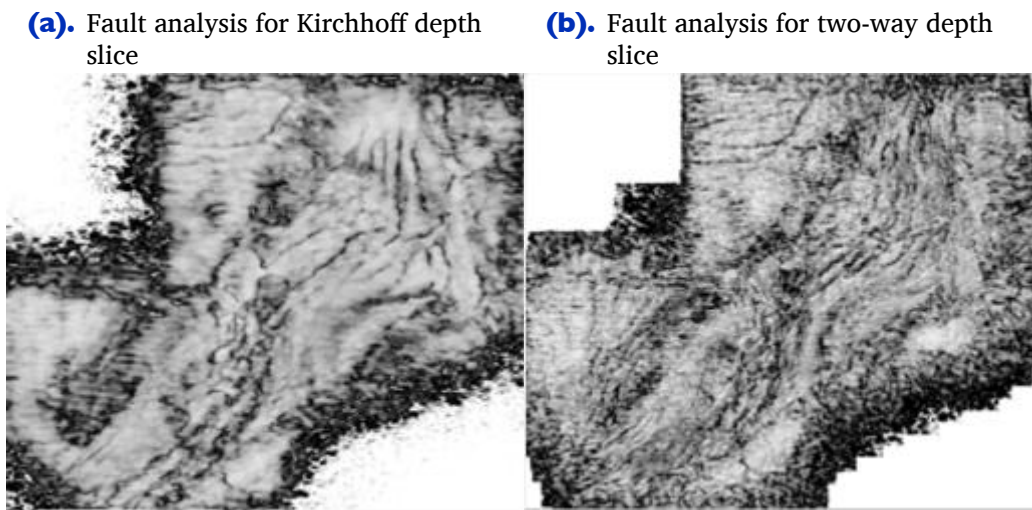 (a). Fault analysis for Kirchhoff depth
slice
(b). Fault analysis for two-way depth
slice